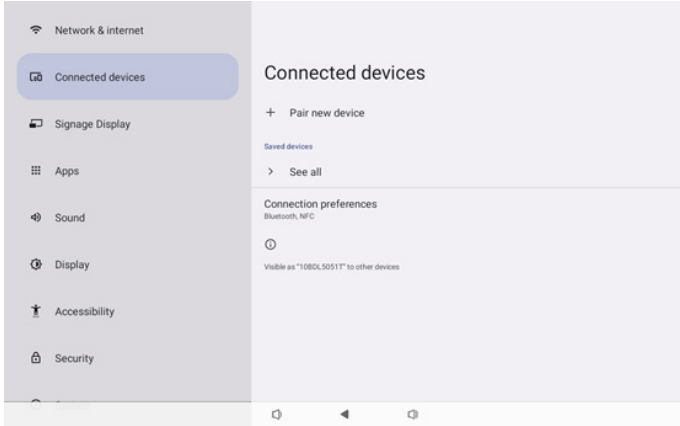 Network & internet
Connected devices
Signage Display
Apps
Sound
Display
Accessibility
Security
Connected devices
Pair new device
Saved devices
See all
Connection preferences
Bluetooth, NFC
Visible as "10BDL5051T" to other devices